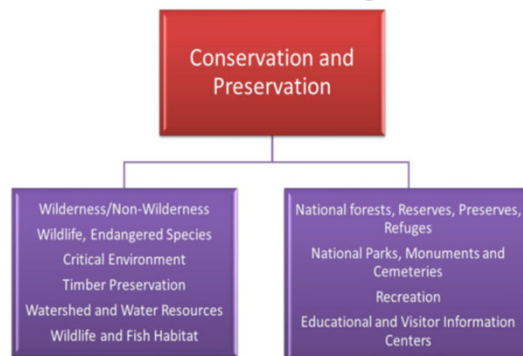 Conservation and
Preservation
Wilderness/Non-Wilderness
Wildlife, Endangered Species
Critical Environment
Timber Preservation
Watershed and Water Resources
Wildlife and Fish Habitat
National forests, Reserves, Preserves,
Refuges
National Parks, Monuments and
Cemeteries
Recreation
Educational and Visitor Information
Centers